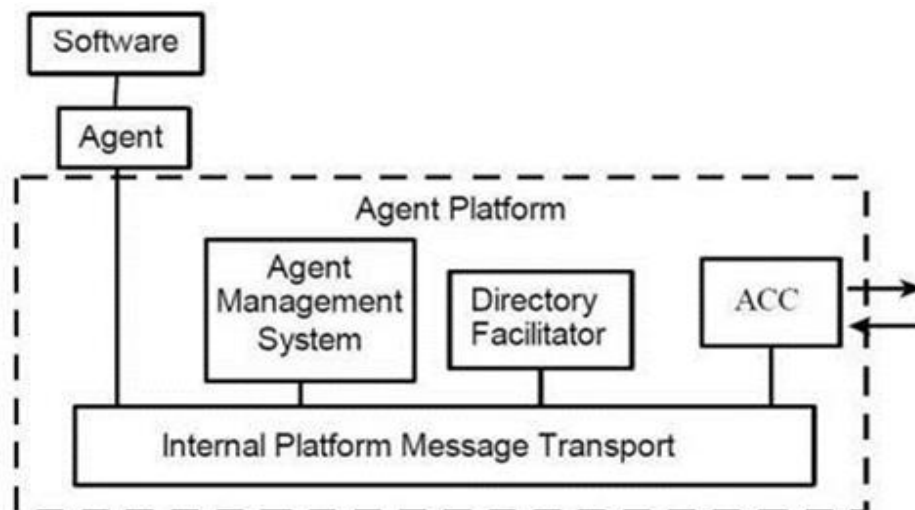 Software
Agent
Agent Platform
Agent
Management
System
Directory
Facilitator
ACC
Internal Platform Message Transport